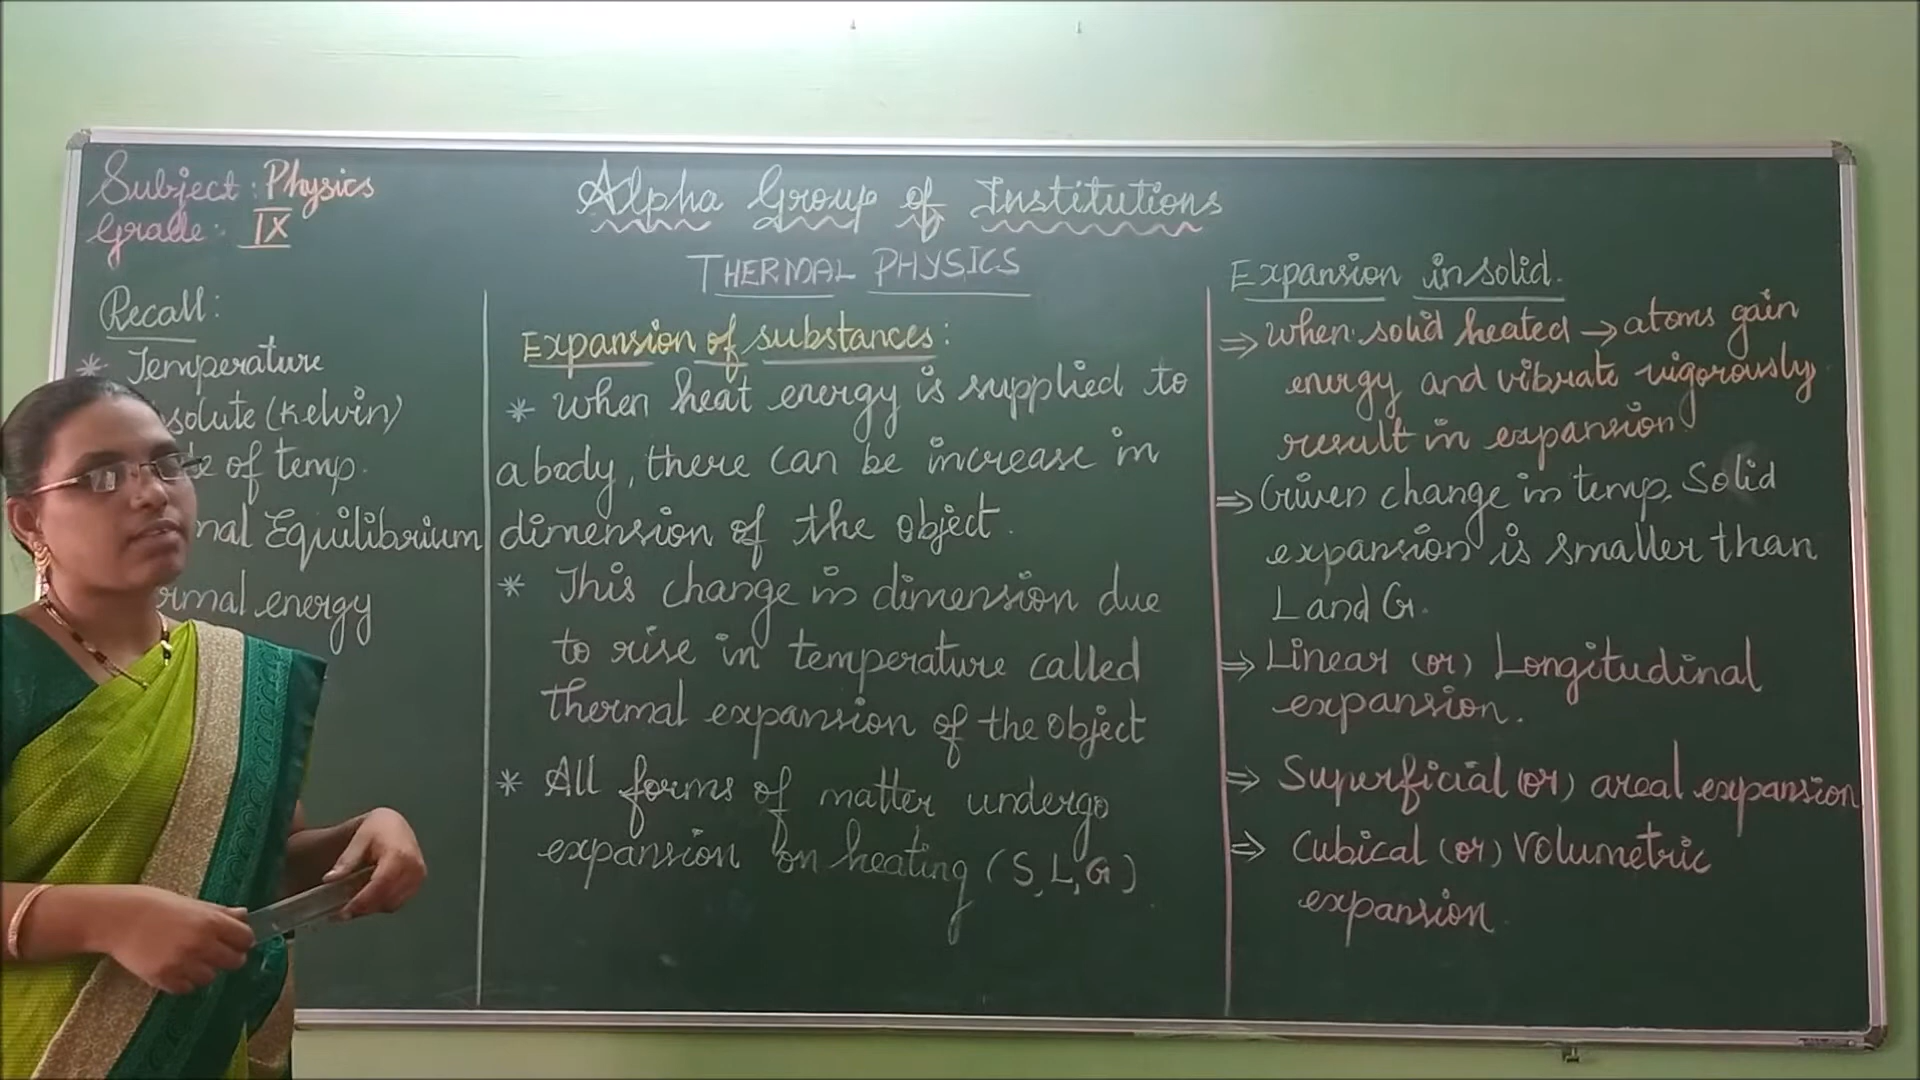 Subject: Physics
Grade: IX
Alpha Group of Institutions
THERMAL PHYSICS
Recall:
* Temperature
solute (Kelvin)
of temp.
nal Equilibrium
rmal energy
Expansion of substances:
* When heat energy is supplied to
a body, there can be increase in
dimension of the object.
* This change in dimension due
to rise in temperature called
thermal expansion of the object
* All forms of matter undergo
expansion on heating (S, L, G)
Expansion in solid.
⇒ When solid heated → atoms gain
energy and vibrate vigorously
result in expansion
⇒ Given change in temp. Solid
expansion is smaller than
L and G.
⇒ Linear (or) Longitudinal
expansion.
⇒ Superficial (or) areal expansion
⇒ Cubical (or) volumetric
expansion.